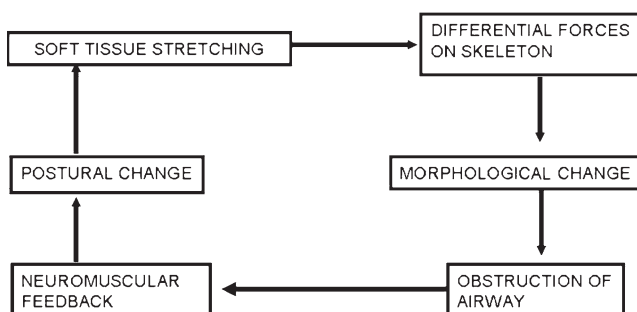 SOFT TISSUE STRETCHING
DIFFERENTIAL FORCES
ON SKELETON
POSTURAL CHANGE
MORPHOLOGICAL CHANGE
NEUROMUSCULAR
FEEDBACK
OBSTRUCTION OF
AIRWAY